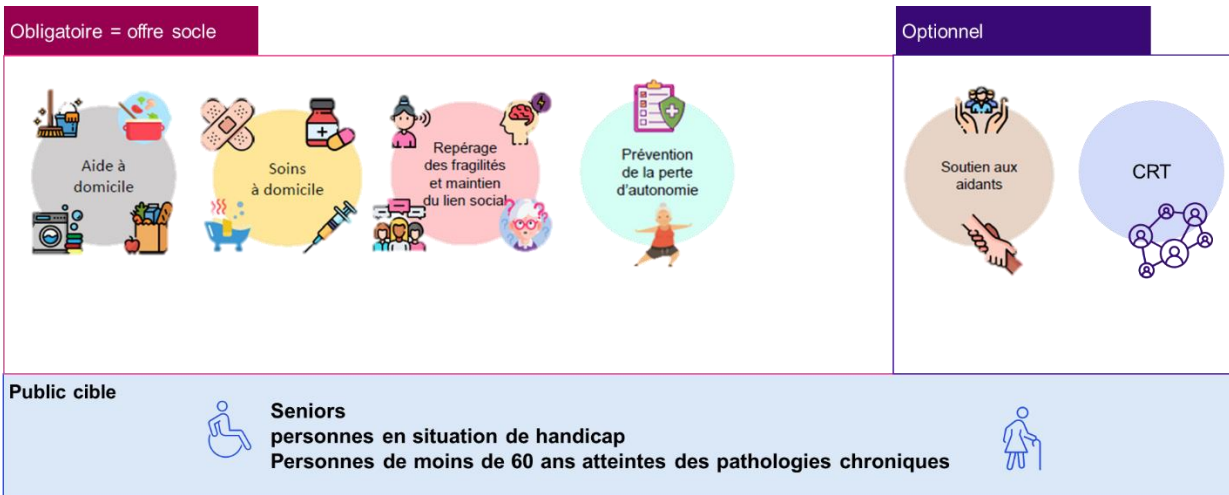 Obligatoire = offre socle
Optionnel
Aide à
domicile
Soins
à domicile
Repérage
des fragilités
et maintien
du lien social
Prévention
de la perte
d'autonomie
Soutien aux
aidants
CRT
Public cible
Seniors
personnes en situation de handicap
Personnes de moins de 60 ans atteintes des pathologies chroniques